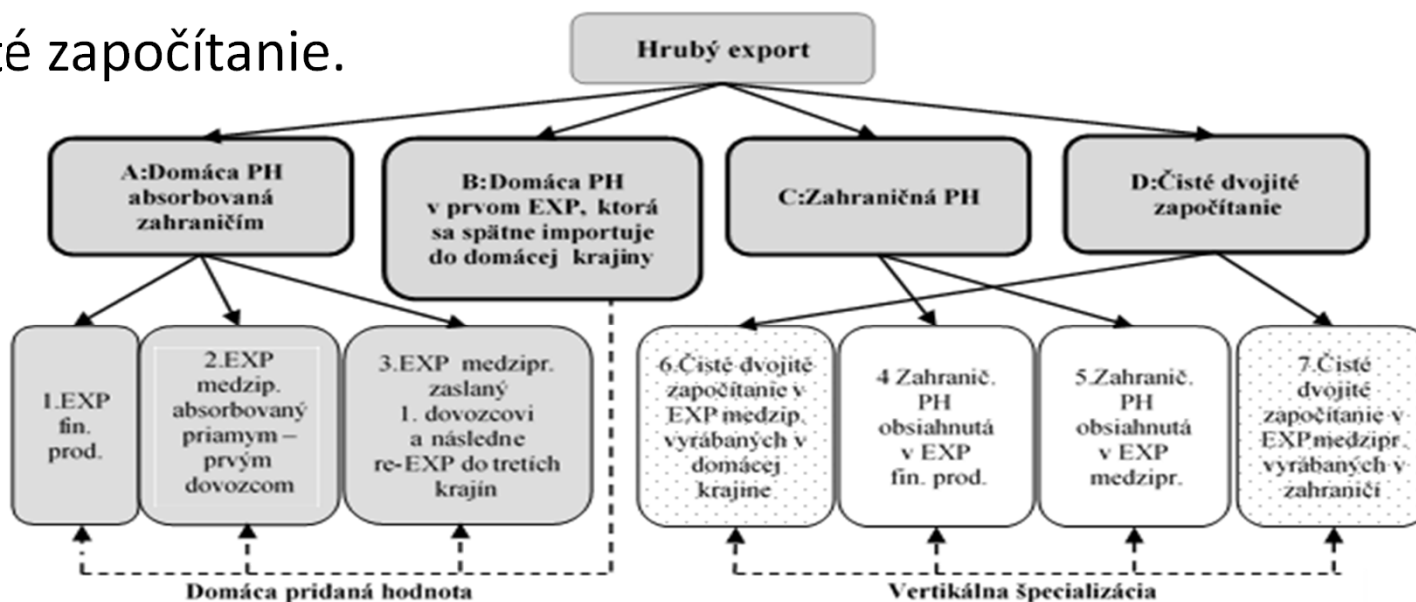 té započítanie.
Hrubý export
A:Domáca PH
absorbovaná
zahraničím
B:Domáca PH
v prvom EXP, ktorá
sa spätne importuje
do domácej krajiny
C:Zahraničná PH
D:Čisté dvojité
započítanie
1.EXP
fin.
prod.
2.EXP
medzip.
absorbovaný
priamym –
prvým
dovozcom
3.EXP medzipr.
zaslaný
1. dovozcovi
a následne
re-EXP do tretích
krajín
6.Čisté dvojité
započítanie v
EXP medzip.
vyrábaných v
domácej
krajine
4 Zahranič.
PH
obsiahnutá
v EXP
fin. prod.
5.Zahranič.
PH
obsiahnutá
v EXP
medzipr.
7.Čisté
dvojité
započítanie v
EXPmedzipr.
vyrábaných v
zahraničí
Domáca pridaná hodnota
Vertikálna špecializácia